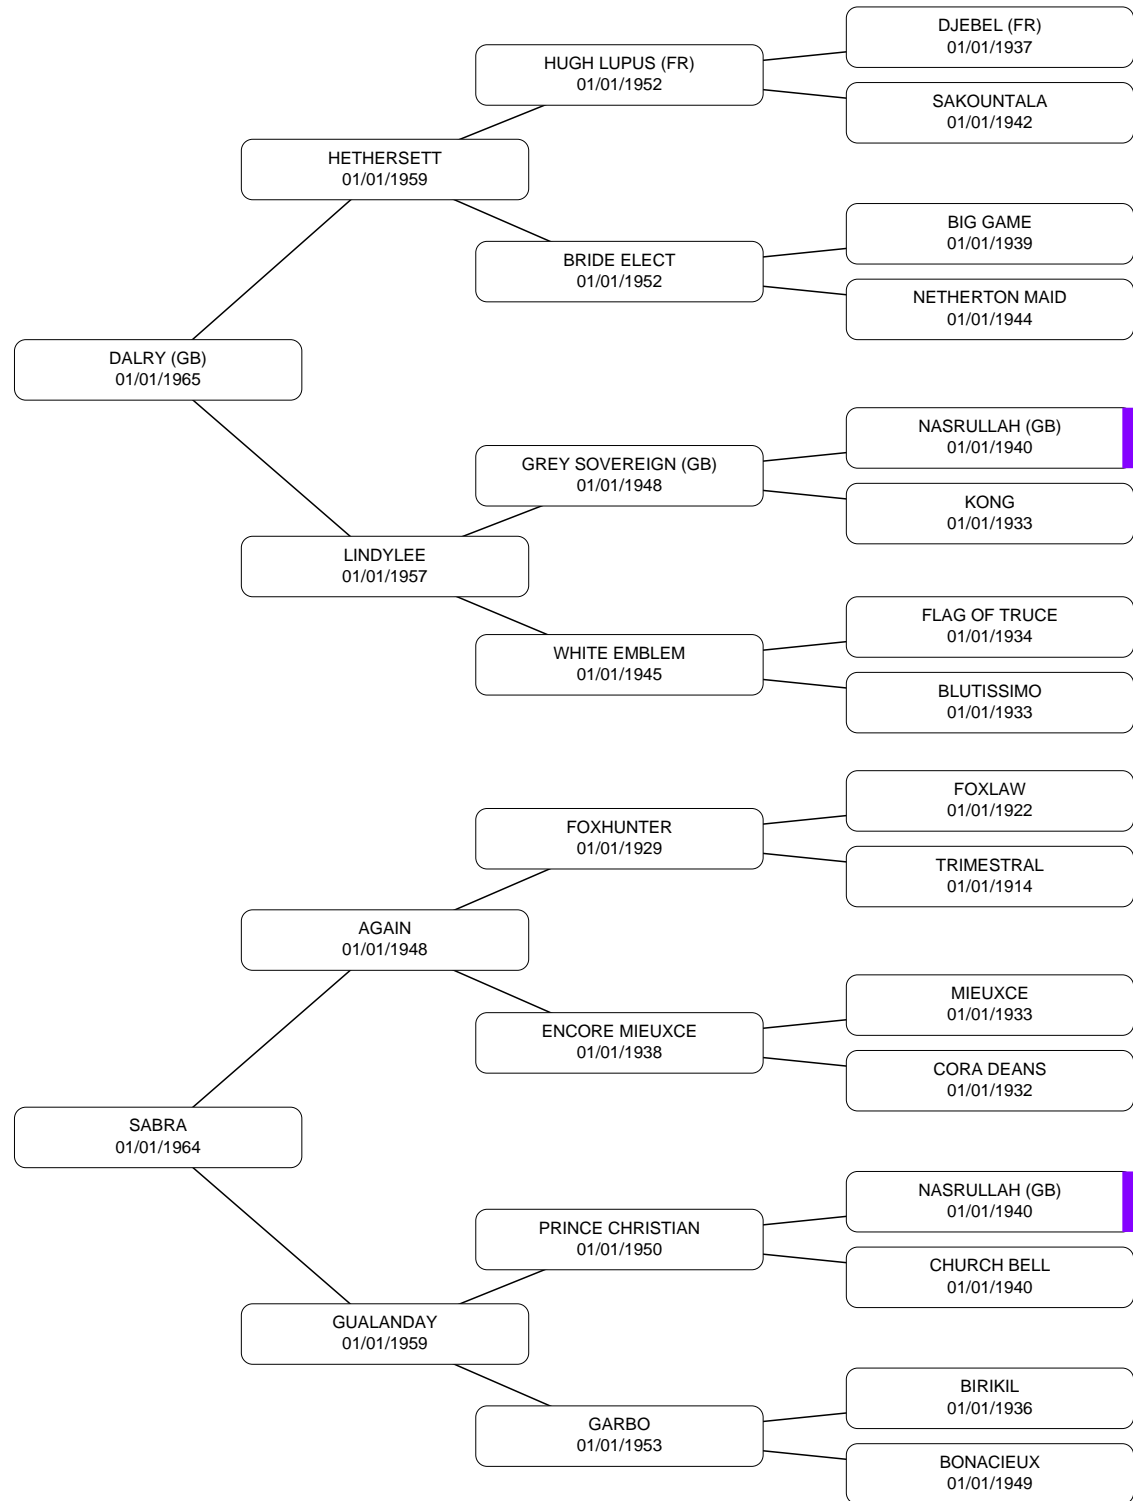 DJEBEL (FR)
01/01/1937
HUGH LUPUS (FR)
01/01/1952
SAKOUNTALA
01/01/1942
HETHERSETT
01/01/1959
BIG GAME
01/01/1939
BRIDE ELECT
01/01/1952
NETHERTON MAID
01/01/1944
DALRY (GB)
01/01/1965
NASRULLAH (GB)
01/01/1940
GREY SOVEREIGN (GB)
01/01/1948
KONG
01/01/1933
LINDYLEE
01/01/1957
FLAG OF TRUCE
01/01/1934
WHITE EMBLEM
01/01/1945
BLUTISSIMO
01/01/1933
FOXLAW
01/01/1922
FOXHUNTER
01/01/1929
TRIMESTRAL
01/01/1914
AGAIN
01/01/1948
MIEUXCE
01/01/1933
ENCORE MIEUXCE
01/01/1938
CORA DEANS
01/01/1932
SABRA
01/01/1964
NASRULLAH (GB)
01/01/1940
PRINCE CHRISTIAN
01/01/1950
CHURCH BELL
01/01/1940
GUALANDAY
01/01/1959
BIRIKIL
01/01/1936
GARBO
01/01/1953
BONACIEUX
01/01/1949